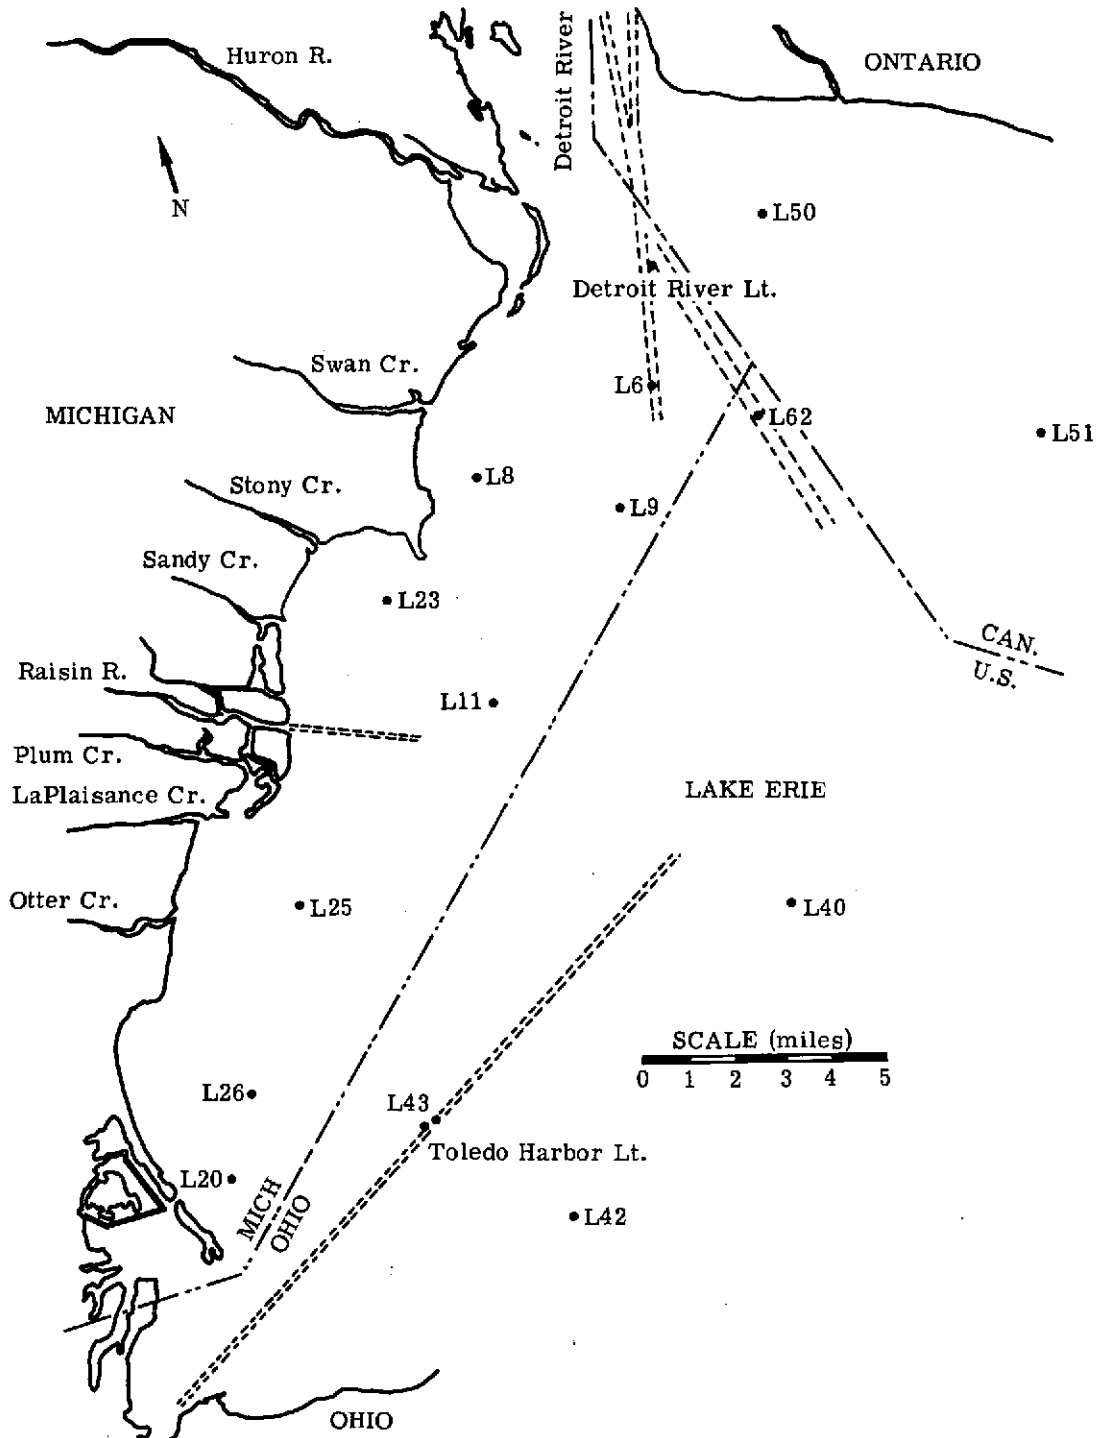 Huron R.
Detroit River
ONTARIO
N
L50
Detroit River Lt.
Swan Cr.
L6
MICHIGAN
L62
L51
L8
Stony Cr.
L9
Sandy Cr.
L23
CAN.
U.S.
Raisin R.
L11
Plum Cr.
LaPlaisance Cr.
LAKE ERIE
Otter Cr.
L25
L40
SCALE (miles)
0 1 2 3 4 5
L26
L43
Toledo Harbor Lt.
L20
MICH
OHIO
L42
OHIO